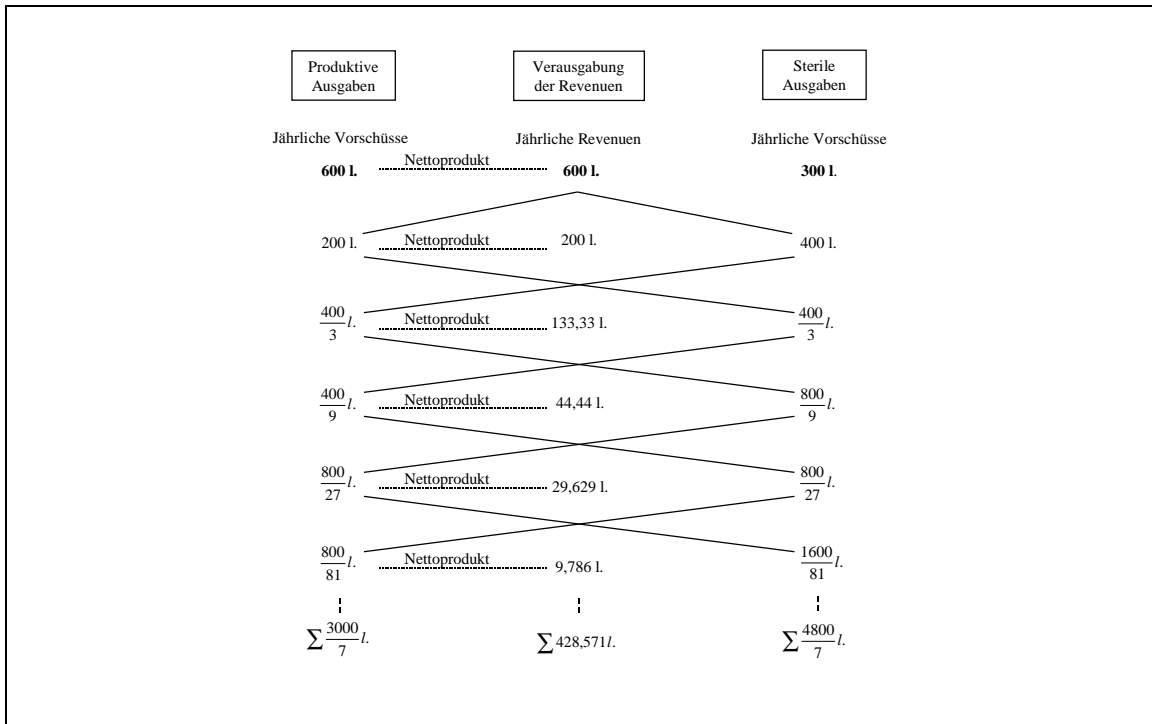 Produktive
Ausgaben
Verausgabung
der Revenuen
Sterile
Ausgaben
Jährliche Vorschüsse
Jährliche Revenuen
Jährliche Vorschüsse
600 l. Nettoprodukt 600 l. 300 l.
200 l. Nettoprodukt 200 l. 400 l.
400/3 l. Nettoprodukt 133,33 l. 400/3 l.
400/9 l. Nettoprodukt 44,44 l. 800/9 l.
800/27 l. Nettoprodukt 29,629 l. 800/27 l.
800/81 l. Nettoprodukt 9,786 l. 1600/81 l.
∑ 3000/7 l. ∑ 428,571 l. ∑ 4800/7 l.